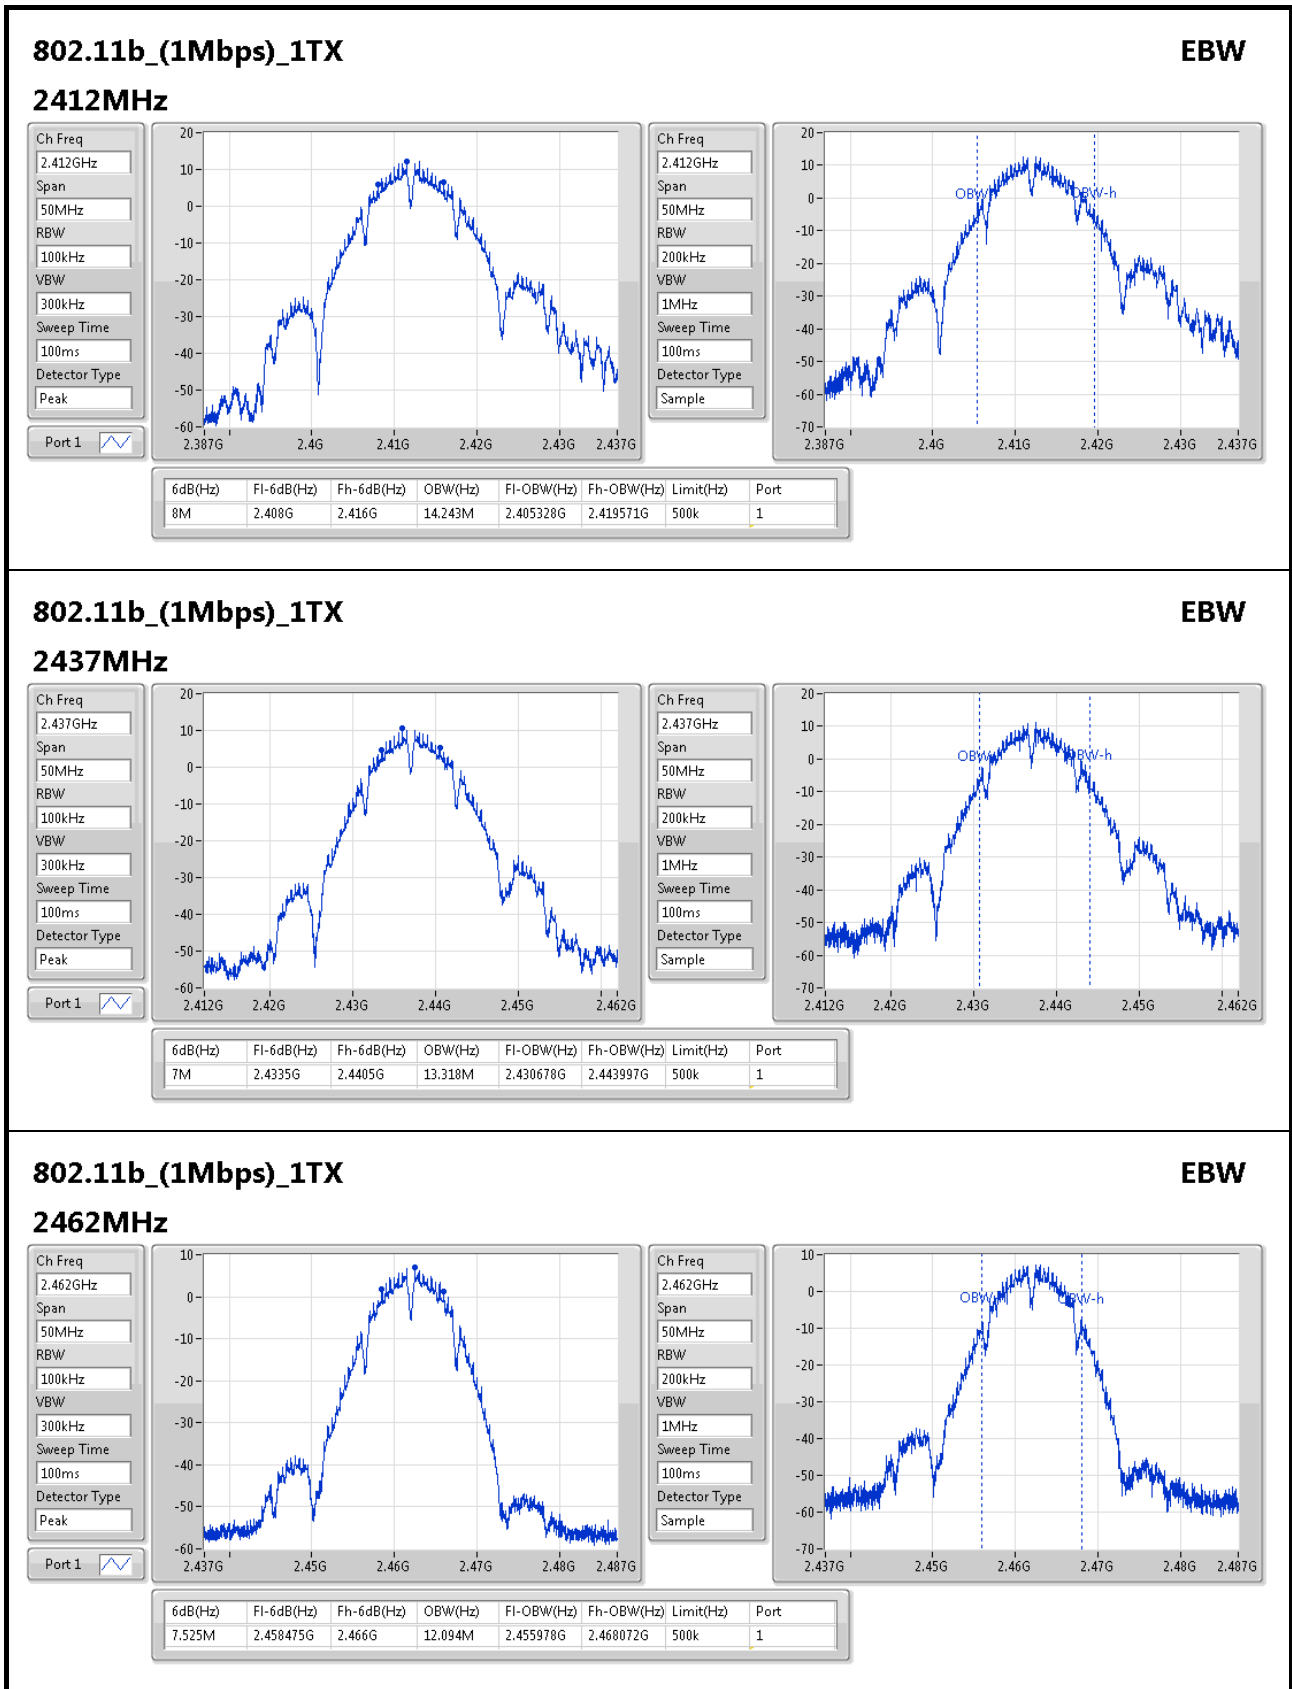 802.11b_(1Mbps)_1TX EBW
2412MHz
Ch Freq
2.412GHz
Span
50MHz
RBW
100kHz
VBW
300kHz
Sweep Time
100ms
Detector Type
Peak
Port 1
20
10
0
-10
-20
-30
-40
-50
-60
2.387G 2.4G 2.41G 2.42G 2.43G 2.437G
Ch Freq
2.412GHz
Span
50MHz
RBW
200kHz
VBW
1MHz
Sweep Time
100ms
Detector Type
Sample
20
10
0
-10
-20
-30
-40
-50
-60
-70
OBW OBW-h
2.387G 2.4G 2.41G 2.42G 2.43G 2.437G
6dB(Hz) Fl-6dB(Hz) Fh-6dB(Hz) OBW(Hz) Fl-OBW(Hz) Fh-OBW(Hz) Limit(Hz) Port
8M 2.408G 2.416G 14.243M 2.405328G 2.419571G 500k 1
802.11b_(1Mbps)_1TX EBW
2437MHz
Ch Freq
2.437GHz
Span
50MHz
RBW
100kHz
VBW
300kHz
Sweep Time
100ms
Detector Type
Peak
Port 1
20
10
0
-10
-20
-30
-40
-50
-60
2.412G 2.42G 2.43G 2.44G 2.45G 2.462G
Ch Freq
2.437GHz
Span
50MHz
RBW
200kHz
VBW
1MHz
Sweep Time
100ms
Detector Type
Sample
20
10
0
-10
-20
-30
-40
-50
-60
-70
OBW OBW-h
2.412G 2.42G 2.43G 2.44G 2.45G 2.462G
6dB(Hz) Fl-6dB(Hz) Fh-6dB(Hz) OBW(Hz) Fl-OBW(Hz) Fh-OBW(Hz) Limit(Hz) Port
7M 2.4335G 2.4405G 13.318M 2.430678G 2.443997G 500k 1
802.11b_(1Mbps)_1TX EBW
2462MHz
Ch Freq
2.462GHz
Span
50MHz
RBW
100kHz
VBW
300kHz
Sweep Time
100ms
Detector Type
Peak
Port 1
10
0
-10
-20
-30
-40
-50
-60
2.437G 2.45G 2.46G 2.47G 2.48G 2.487G
Ch Freq
2.462GHz
Span
50MHz
RBW
200kHz
VBW
1MHz
Sweep Time
100ms
Detector Type
Sample
10
0
-10
-20
-30
-40
-50
-60
-70
OBW OBW-h
2.437G 2.45G 2.46G 2.47G 2.48G 2.487G
6dB(Hz) Fl-6dB(Hz) Fh-6dB(Hz) OBW(Hz) Fl-OBW(Hz) Fh-OBW(Hz) Limit(Hz) Port
7.525M 2.458475G 2.466G 12.094M 2.455978G 2.468072G 500k 1